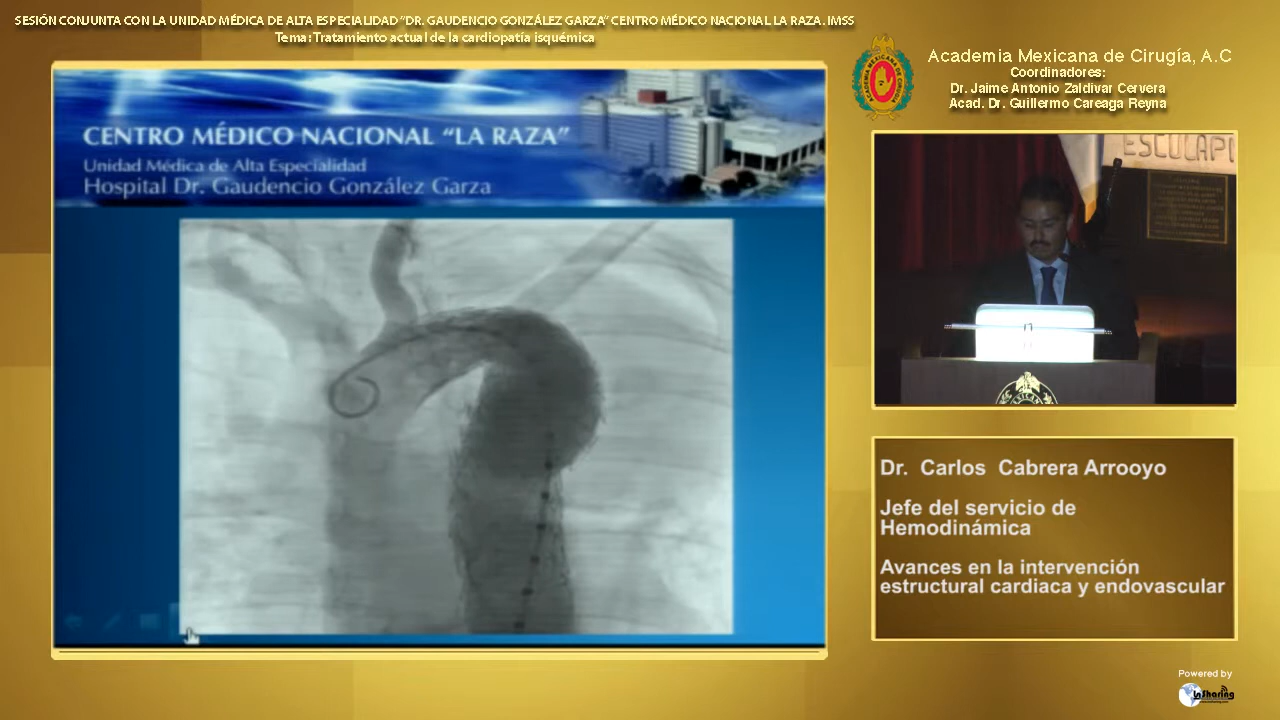 SESIÓN CONJUNTA CON LA UNIDAD MÉDICA DE ALTA ESPECIALIDAD "DR. GAUDENCIO GONZÁLEZ GARZA" CENTRO MÉDICO NACIONAL LA RAZA. IMSS
Tema: Tratamiento actual de la cardiopatía isquémica
Academia Mexicana de Cirugía, A.C
Coordinadores:
Dr. Jaime Antonio Zaldívar Cervera
Acad. Dr. Guillermo Careaga Reyna
CENTRO MÉDICO NACIONAL "LA RAZA"
Unidad Médica de Alta Especialidad
Hospital Dr. Gaudencio González Garza
ESCULAPI
Dr. Carlos Cabrera Arrooyo
Jefe del servicio de
Hemodinámica
Avances en la intervención
estructural cardiaca y endovascular
Powered by
InSharing